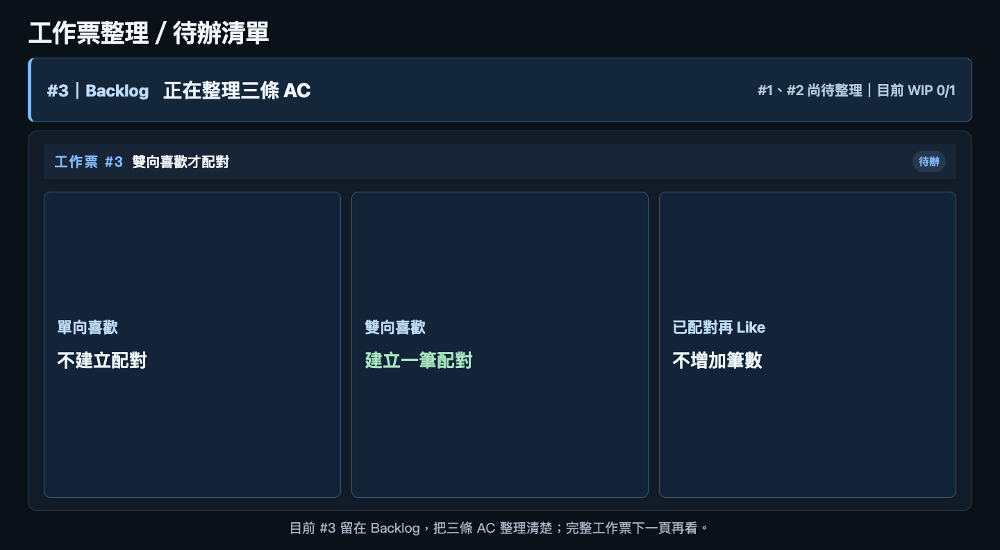 工作票整理 / 待辦清單
#3｜Backlog 正在整理三條 AC
#1、#2 尚待整理｜目前 WIP 0/1
工作票 #3 雙向喜歡才配對
待辦
單向喜歡
不建立配對
雙向喜歡
建立一筆配對
已配對再 Like
不增加筆數
目前 #3 留在 Backlog，把三條 AC 整理清楚；完整工作票下一頁再看。